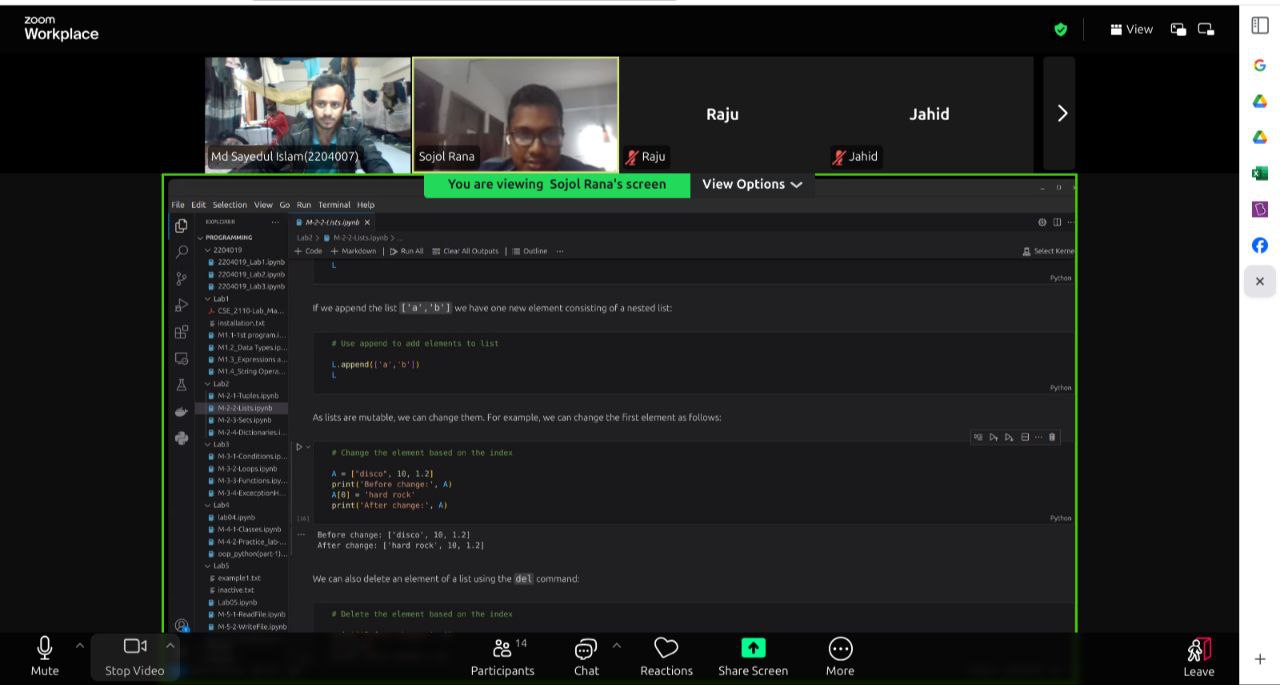 zoom
Workplace
View
Md Sayedul Islam(2204007)
Sojol Rana
Raju
Raju
Jahid
Jahid
You are viewing Sojol Rana's screen
View Options
File Edit Selection View Go Run Terminal Help
EXPLORER
PROGRAMMING
2204019
2204019_Lab1.ipynb
2204019_Lab2.ipynb
2204019_Lab3.ipynb
Lab1
CSE_2110-Lab_Ma...
installation.txt
M1.1-1st program.i...
M1.2_Data Types.ip...
M1.3_Expressions a...
M1.4_String Opera...
Lab2
M-2-1-Tuples.ipynb
M-2-2-Lists.ipynb
M-2-3-Sets.ipynb
M-2-4-Dictionaries.i...
Lab3
M-3-1-Conditions.ip...
M-3-2-Loops.ipynb
M-3-3-Functions.ipy...
M-3-4-ExcecptionH...
Lab4
lab04.ipynb
M-4-1-Classes.ipynb
M-4-2-Practice_lab-...
oop_python(part-1)...
Lab5
example1.txt
inactive.txt
Lab05.ipynb
M-5-1-ReadFile.ipynb
M-5-2-WriteFile.ipynb
M-2-2-Lists.ipynb
Lab2 > M-2-2-Lists.ipynb > ...
+ Code + Markdown | Run All Clear All Outputs | Outline ...
Select Kerne
L
Python
If we append the list ['a','b'] we have one new element consisting of a nested list:
# Use append to add elements to list
L.append(['a','b'])
L
Python
As lists are mutable, we can change them. For example, we can change the first element as follows:
# Change the element based on the index
A = ["disco", 10, 1.2]
print('Before change:', A)
A[0] = 'hard rock'
print('After change:', A)
[16]
Python
Before change: ['disco', 10, 1.2]
After change: ['hard rock', 10, 1.2]
We can also delete an element of a list using the del command:
# Delete the element based on the index
Mute
Stop Video
Participants
14
Chat
Reactions
Share Screen
More
Leave